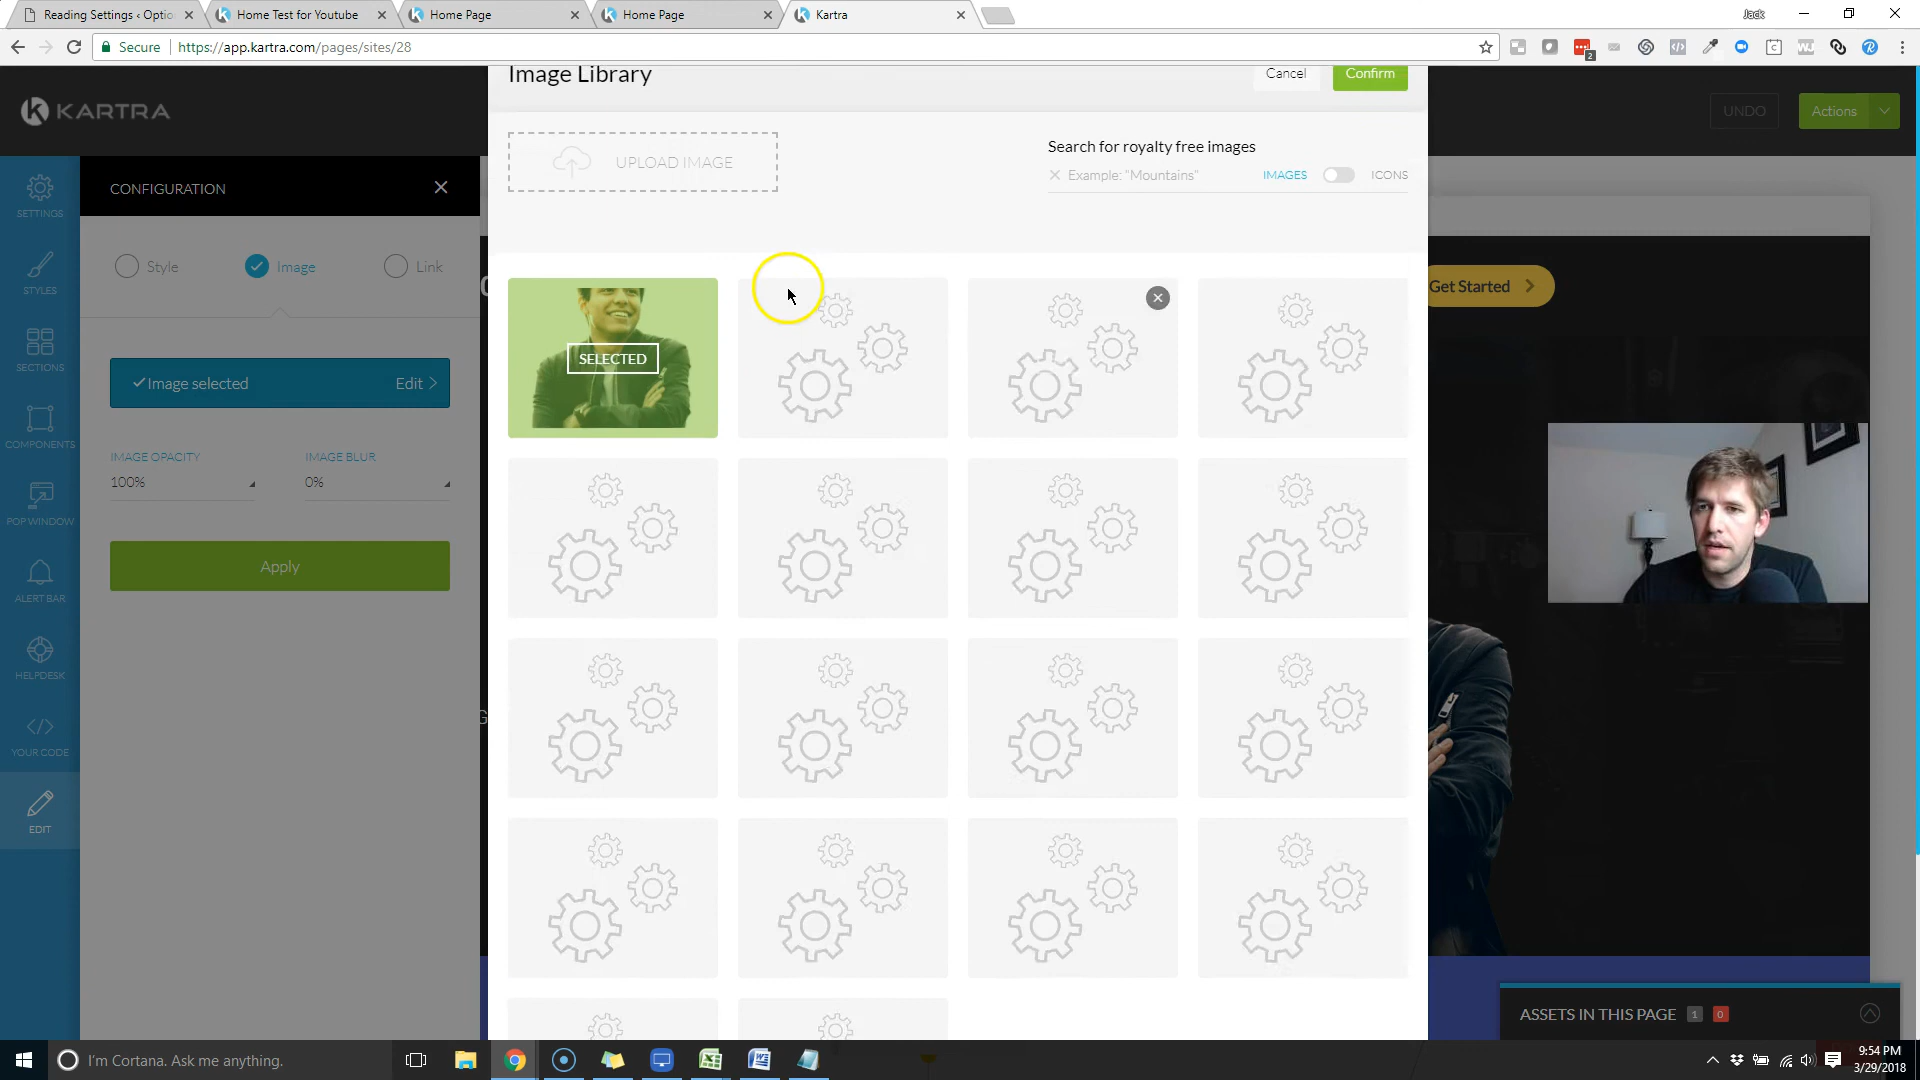 Reading Settings ‹ Optio
Home Test for Youtube
Home Page
Home Page
Kartra
Jack
Secure
https://app.kartra.com/pages/sites/28
2
KARTRA
Image Library
Cancel
Confirm
UNDO
Actions
UPLOAD IMAGE
Search for royalty free images
Example: "Mountains"
IMAGES
ICONS
CONFIGURATION
SETTINGS
STYLES
SECTIONS
COMPONENTS
POP WINDOW
ALERT BAR
HELPDESK
YOUR CODE
EDIT
Style
Image
Link
Image selected
Edit
IMAGE OPACITY
100%
IMAGE BLUR
0%
Apply
SELECTED
Get Started
ASSETS IN THIS PAGE
1
0
I'm Cortana. Ask me anything.
9:54 PM
3/29/2018